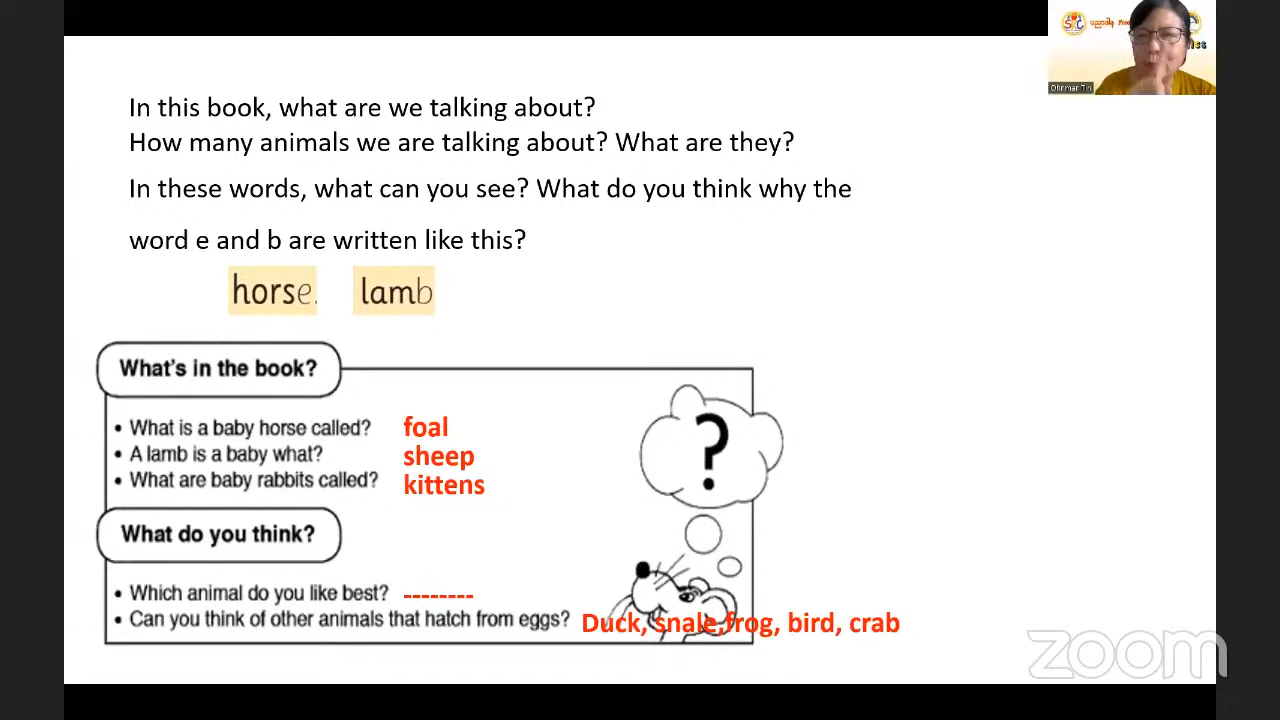 In this book, what are we talking about?
How many animals we are talking about? What are they?
In these words, what can you see? What do you think why the
word e and b are written like this?
horse. lamb
What's in the book?
• What is a baby horse called? foal
• A lamb is a baby what? sheep
• What are baby rabbits called? kittens
What do you think?
• Which animal do you like best? --------
• Can you think of other animals that hatch from eggs? Duck, snale,frog, bird, crab
?
Ohnmar Tin
zoom